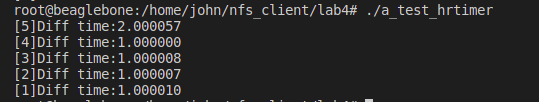 root@beaglebone:/home/john/nfs_client/lab4# ./a_test_hrtimer
[5]Diff time:2.000057
[4]Diff time:1.000000
[3]Diff time:1.000008
[2]Diff time:1.000007
[1]Diff time:1.000010